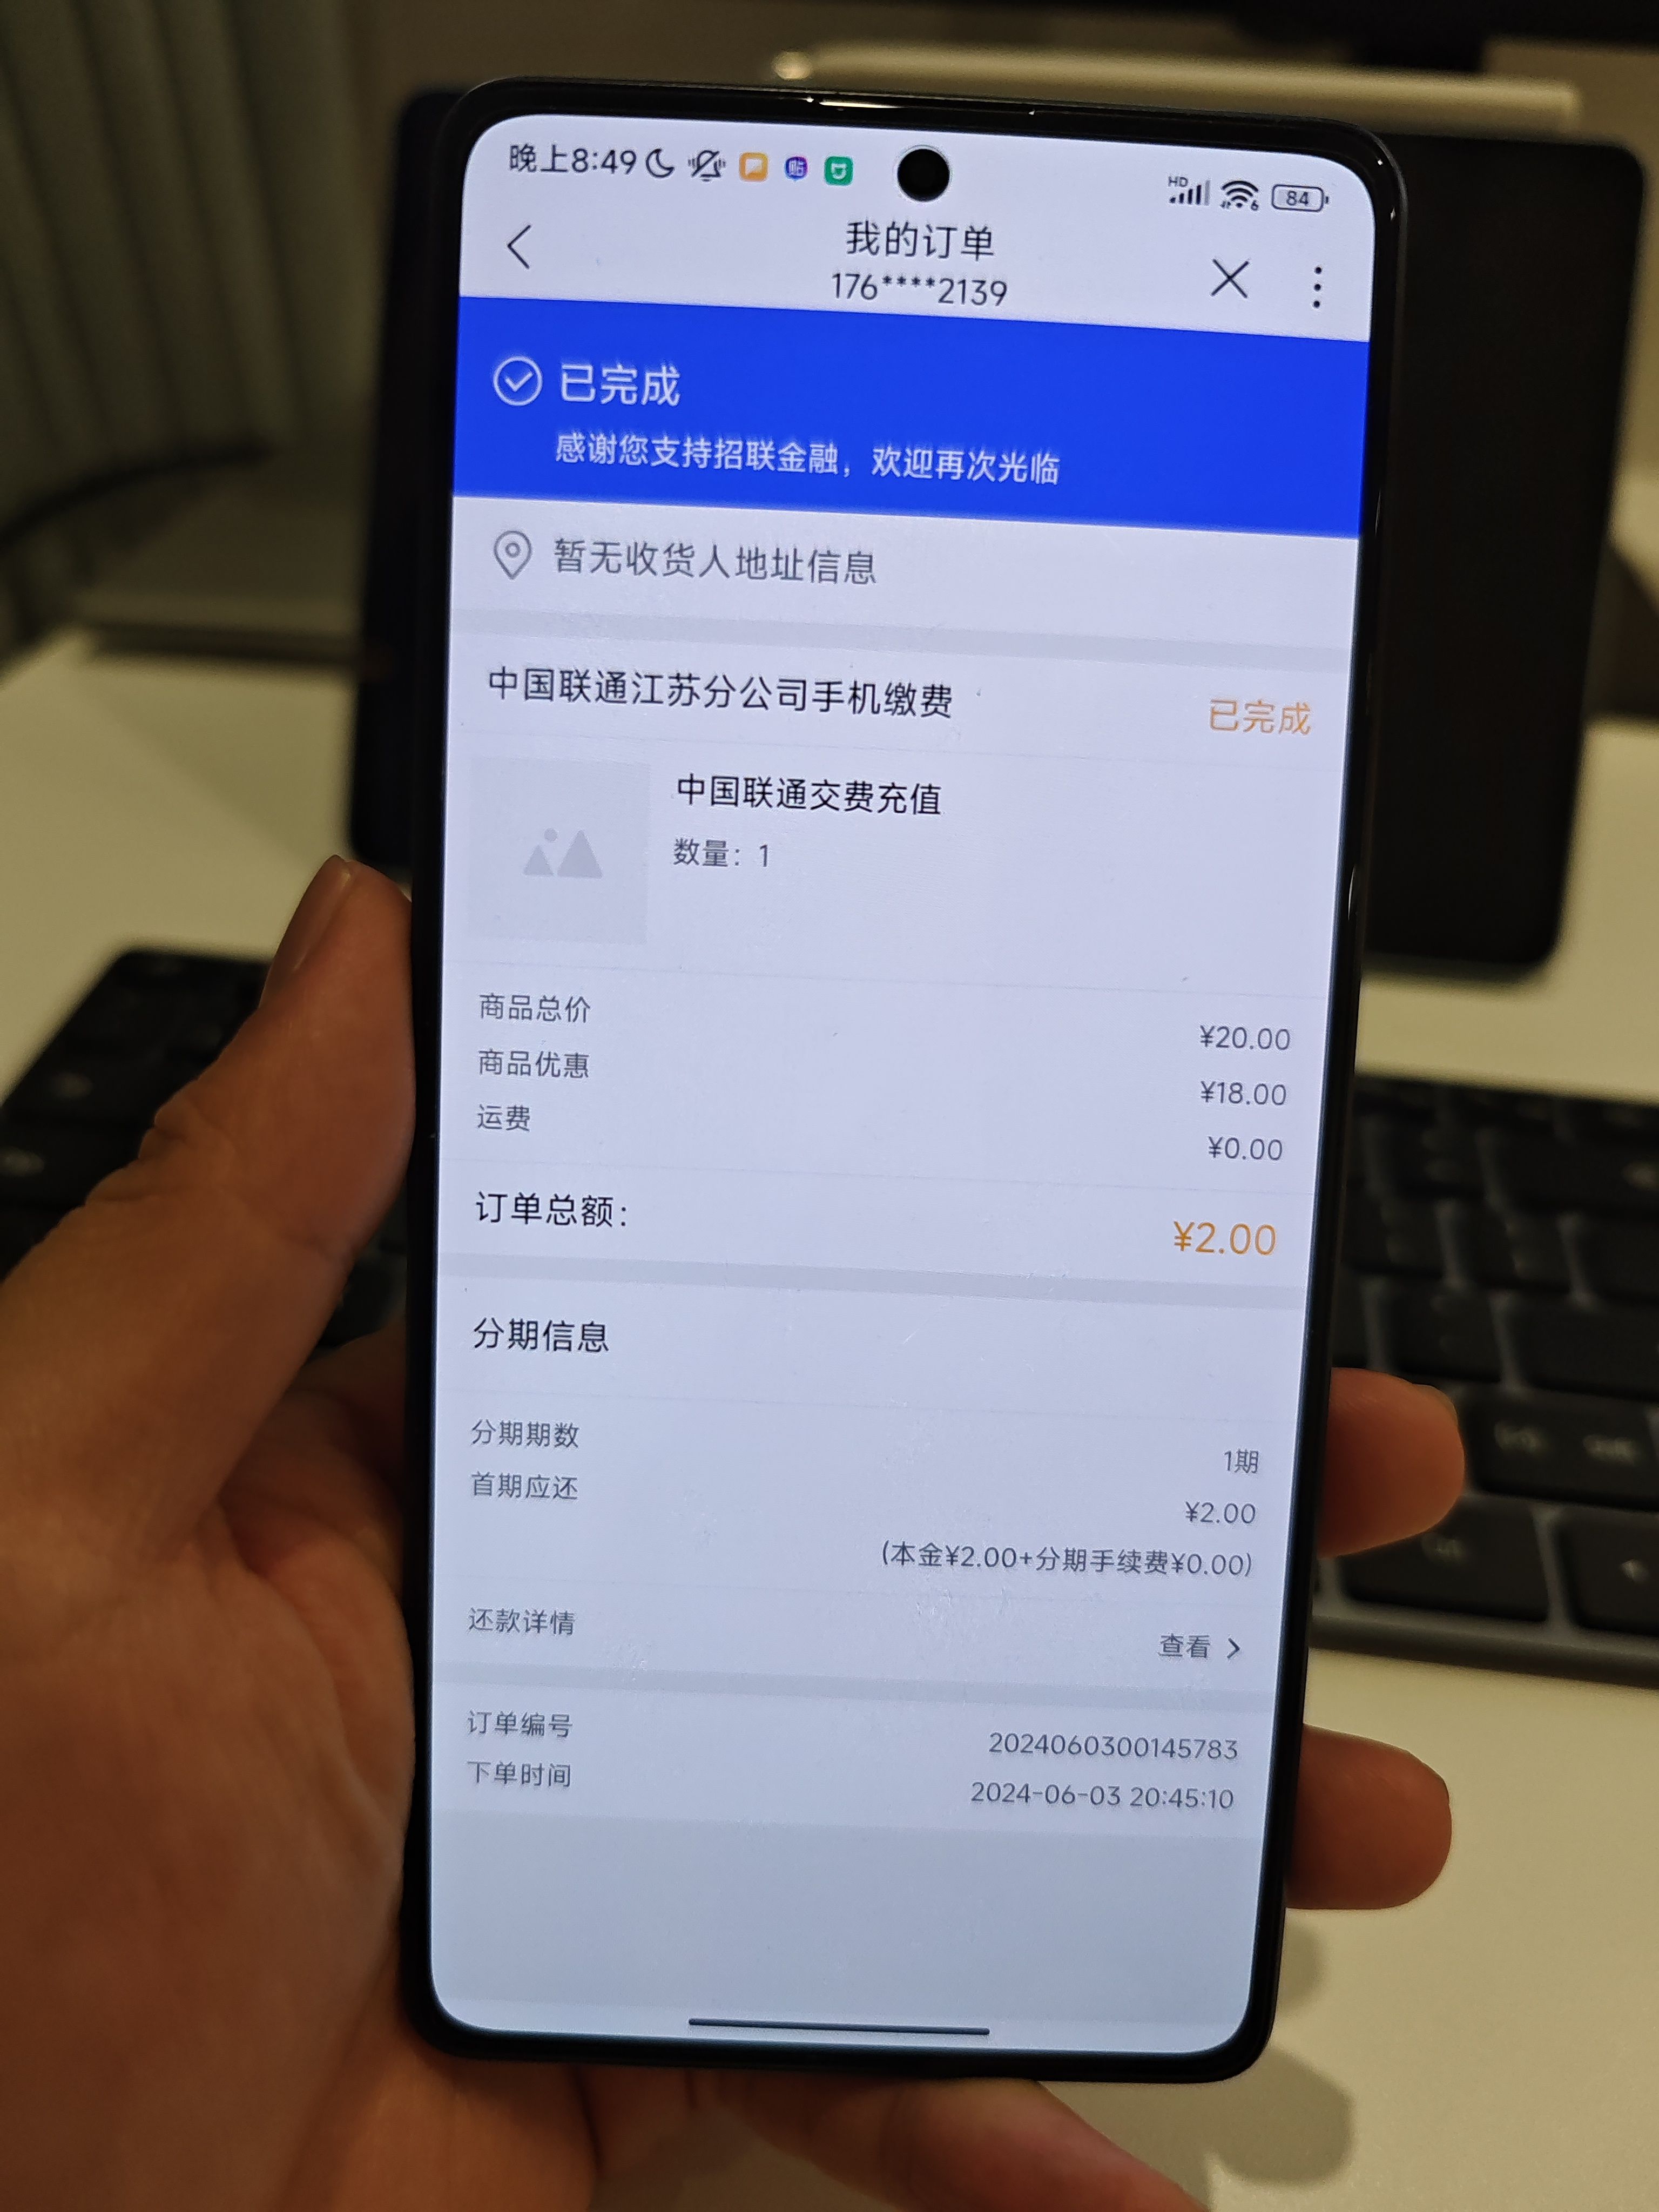 晚上8:49
HD
6
84
贴
我的订单
176****2139
已完成
感谢您支持招联金融，欢迎再次光临
暂无收货人地址信息
中国联通江苏分公司手机缴费 已完成
中国联通交费充值
数量：1
商品总价 ¥20.00
商品优惠 ¥18.00
运费 ¥0.00
订单总额： ¥2.00
分期信息
分期期数 1期
首期应还 ¥2.00
(本金¥2.00+分期手续费¥0.00)
还款详情 查看
订单编号 2024060300145783
下单时间 2024-06-03 20:45:10